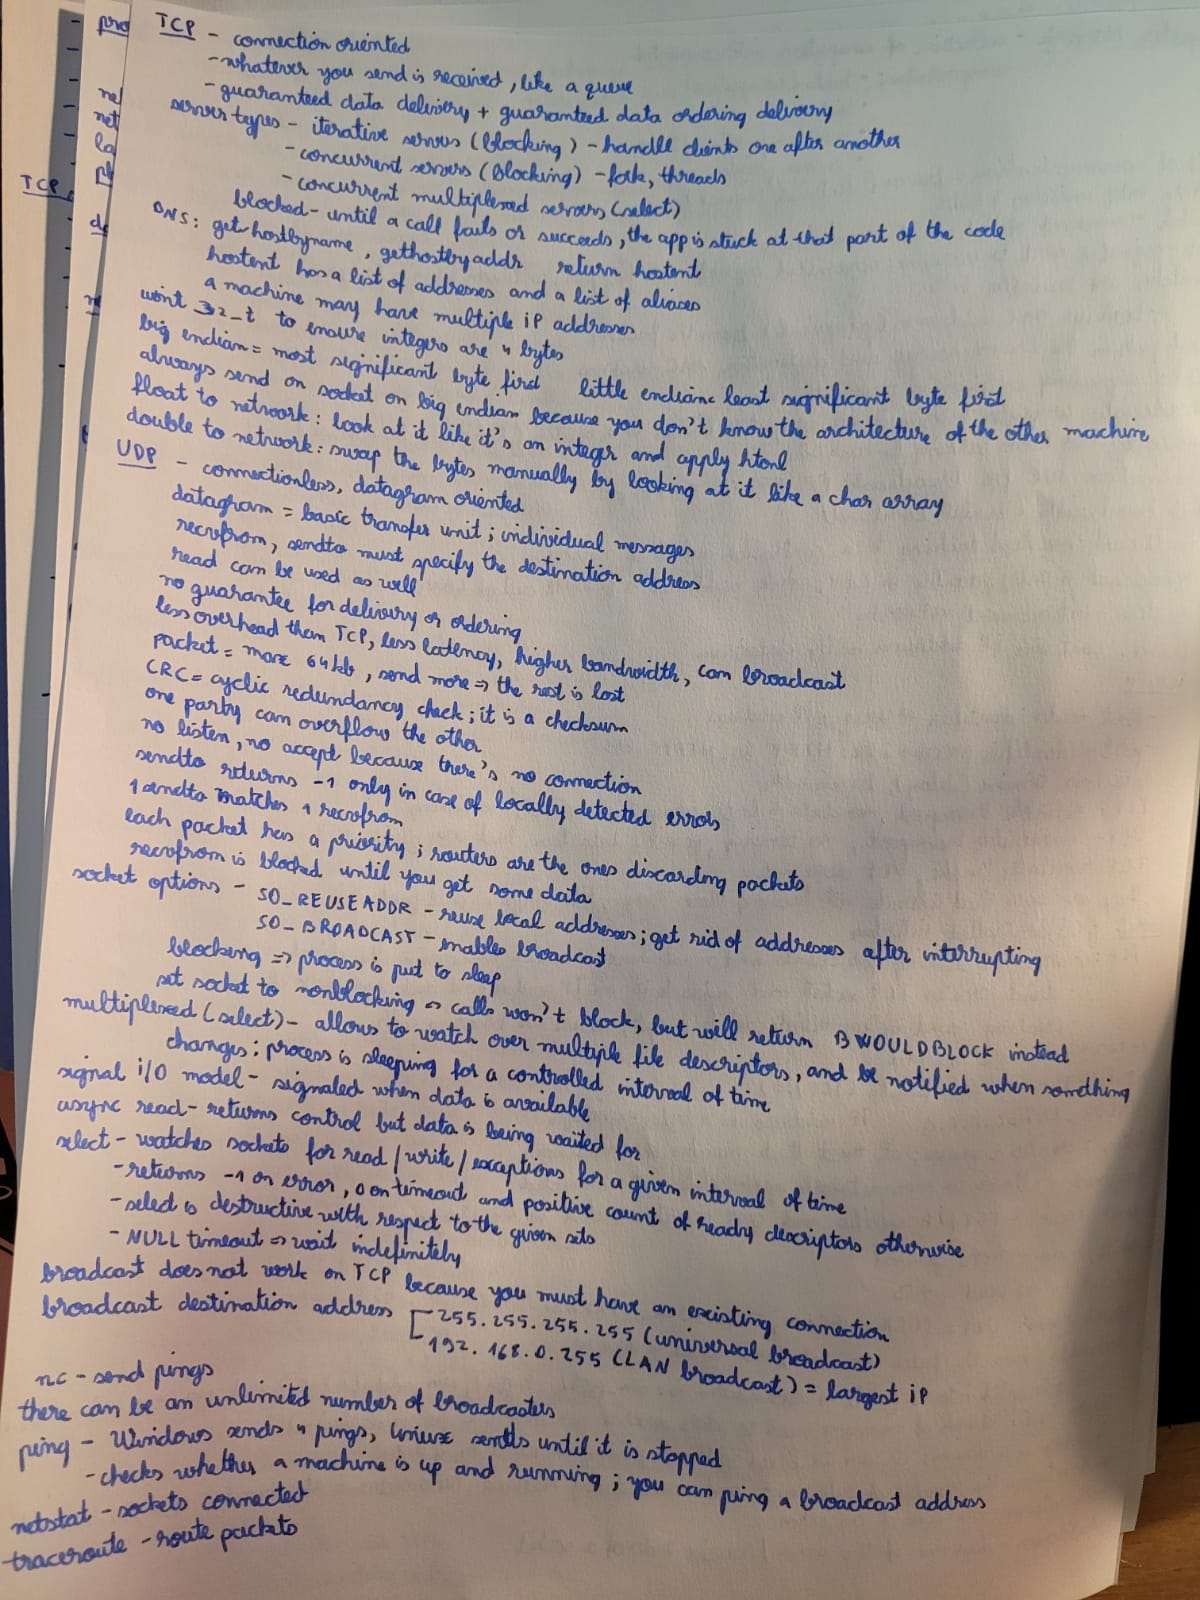 TCP - connection oriented
- whatever you send is received, like a queue
- guaranteed data delivery + guaranteed data ordering delivery
server types - iterative servers (blocking) - handle clients one after another
- concurrent servers (blocking) - fork, threads
- concurrent multiplexed servers (select)
blocked - until a call fails or succeeds, the app is stuck at that part of the code
DNS: gethostbyname, gethostbyaddr return hostent
hostent has a list of addresses and a list of aliases
a machine may have multiple ip addresses
uint 32_t to ensure integers are 4 bytes
big endian = most significant byte first little endian = least significant byte first
always send on socket on big endian because you don't know the architecture of the other machine
float to network: look at it like it's an integer and apply htonl
double to network: swap the bytes manually by looking at it like a char array
UDP - connectionless, datagram oriented
datagram = basic transfer unit; individual messages
recvfrom, sendto must specify the destination address
read can be used as well
no guarantee for delivery or ordering
less overhead than TCP, less latency, higher bandwidth, can broadcast
packet = max 64kb, send more => the rest is lost
CRC = cyclic redundancy check; it is a checksum
one party can overflow the other
no listen, no accept because there's no connection
sendto returns -1 only in case of locally detected errors
1 sendto matches 1 recvfrom
each packet has a priority; routers are the ones discarding packets
recvfrom is blocked until you get some data
socket options - SO_REUSEADDR - reuse local addresses; get rid of addresses after interrupting
SO_BROADCAST - enables broadcast
blocking => process is put to sleep
set socket to nonblocking => calls won't block, but will return BWOULDBLOCK instead
multiplexed (select) - allows to watch over multiple file descriptors, and be notified when something
changes; process is sleeping for a controlled interval of time
signal i/o model - signaled when data is available
async read - returns control but data is being waited for
select - watches sockets for read / write / exceptions for a given interval of time
- returns -1 on error, 0 on timeout and positive count of ready descriptors otherwise
- select is destructive with respect to the given sets
- NULL timeout => wait indefinitely
broadcast does not work on TCP because you must have an existing connection
broadcast destination address [ 255.255.255.255 (universal broadcast)
192.168.0.255 (LAN broadcast) = largest ip
nc - send pings
there can be an unlimited number of broadcasters
ping - Windows sends 4 pings, Linux sends until it is stopped
- checks whether a machine is up and running; you can ping a broadcast address
netstat - sockets connected
traceroute - route packets
TCP
pro
net
la